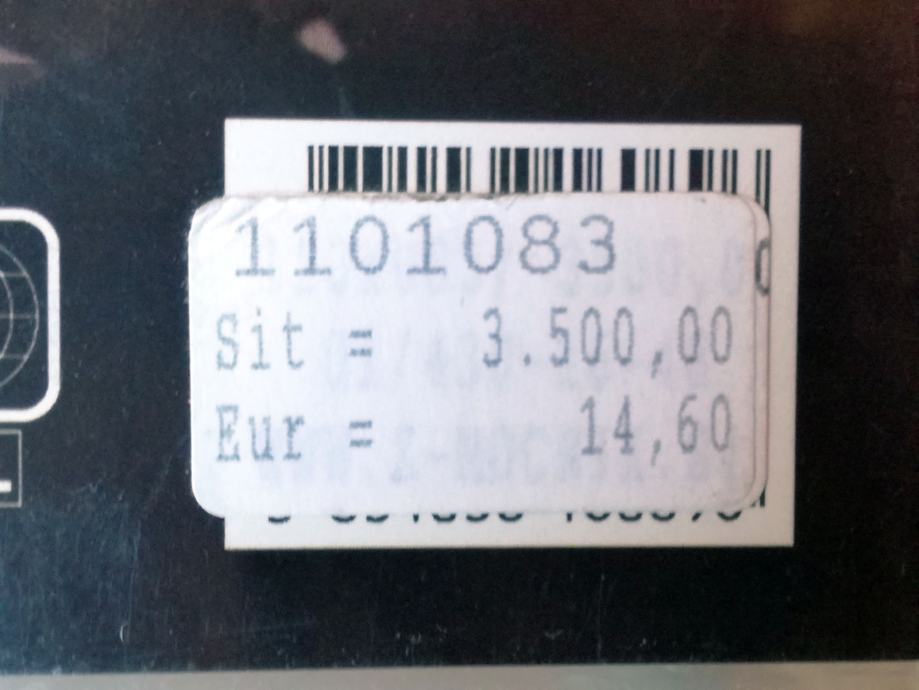 1101083
Sit = 3.500,00
Eur = 14,60